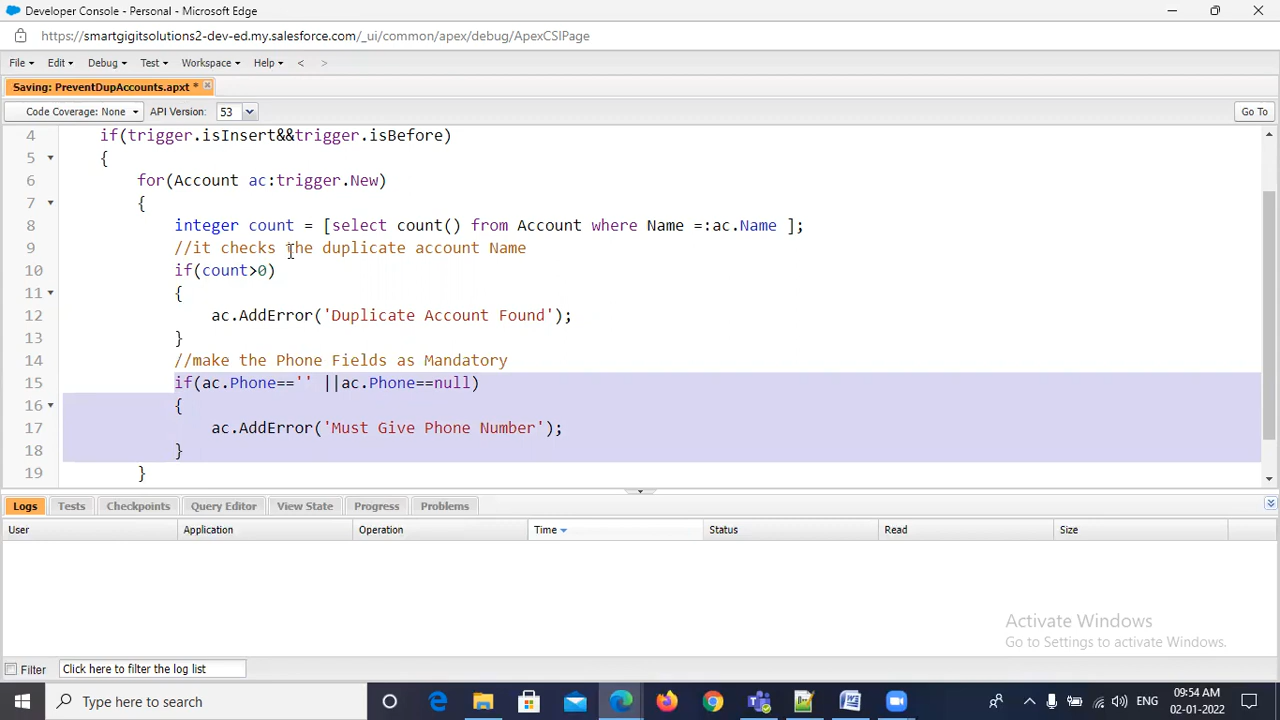 Developer Console - Personal - Microsoft Edge
https://smartgigitsolutions2-dev-ed.my.salesforce.com/_ui/common/apex/debug/ApexCSIPage
File Edit Debug Test Workspace Help < >
Saving: PreventDupAccounts.apxt *
Code Coverage: None API Version: 53 Go To
4 if(trigger.isInsert&&trigger.isBefore)
5 {
6 for(Account ac:trigger.New)
7 {
8 integer count = [select count() from Account where Name =:ac.Name ];
9 //it checks the duplicate account Name
10 if(count>0)
11 {
12 ac.AddError('Duplicate Account Found');
13 }
14 //make the Phone Fields as Mandatory
15 if(ac.Phone=='' ||ac.Phone==null)
16 {
17 ac.AddError('Must Give Phone Number');
18 }
19 }
Logs Tests Checkpoints Query Editor View State Progress Problems
User Application Operation Time Status Read Size
Activate Windows
Go to Settings to activate Windows.
Filter Click here to filter the log list
Type here to search
ENG
09:54 AM
02-01-2022